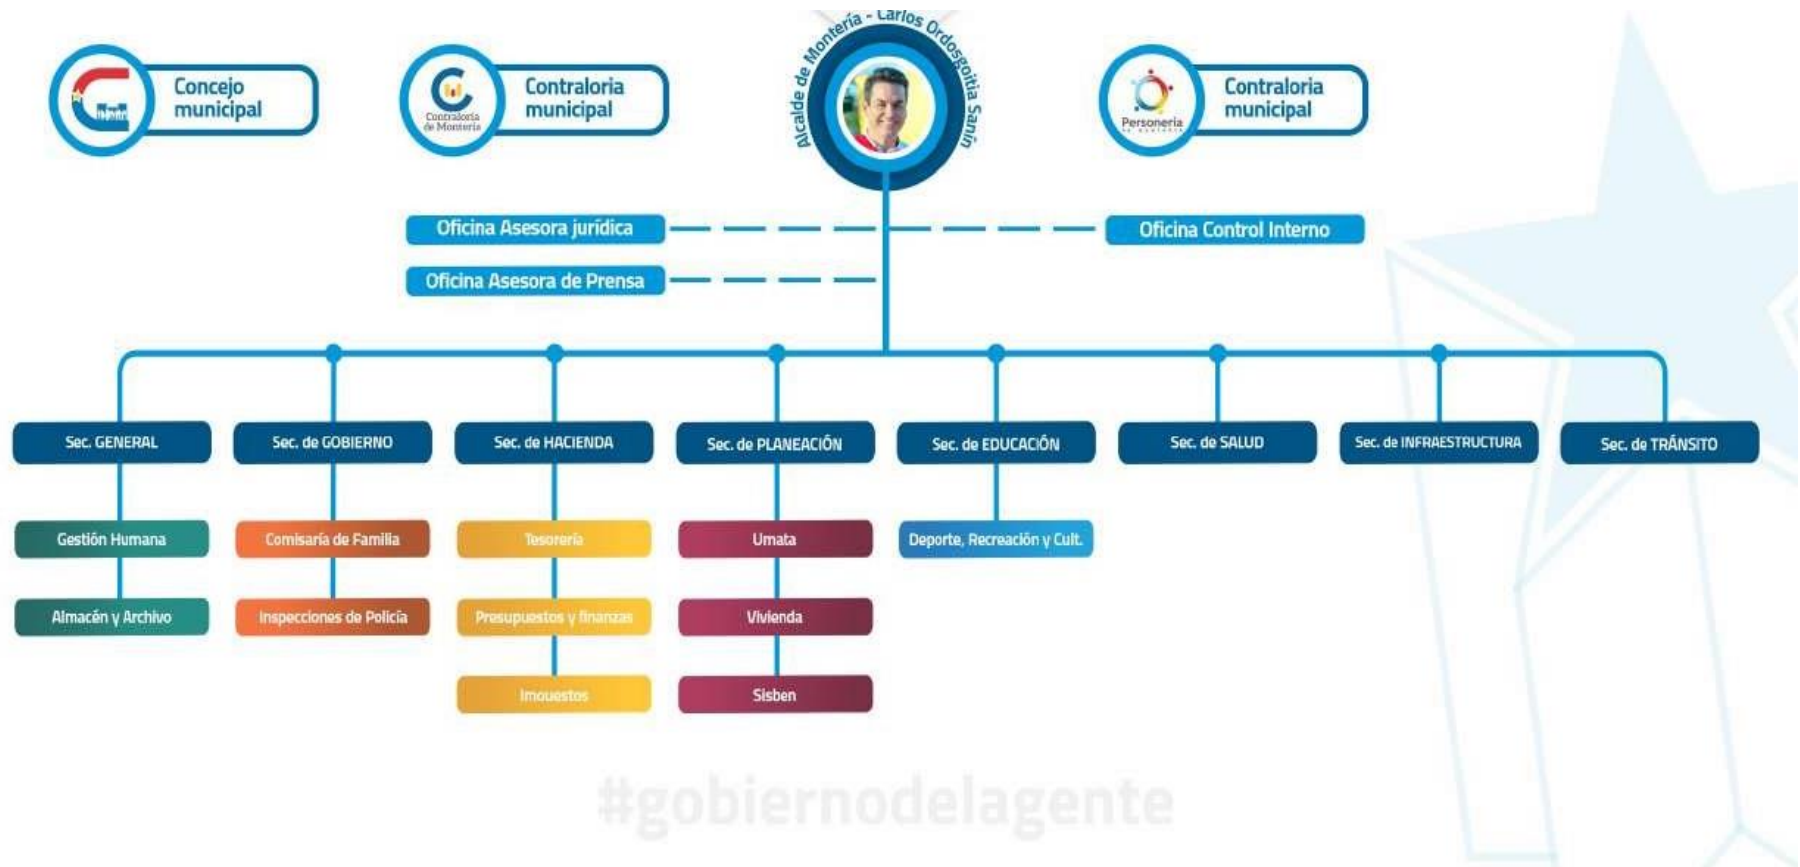 Alcalde de Montería - Carlos Ordosgoitia Sanín
Concejo
municipal
Contraloría
de Montería
Contraloria
municipal
Personería
Contraloria
municipal
Oficina Asesora jurídica
Oficina Control Interno
Oficina Asesora de Prensa
Sec. GENERAL
Sec. de GOBIERNO
Sec. de HACIENDA
Sec. de PLANEACIÓN
Sec. de EDUCACIÓN
Sec. de SALUD
Sec. de INFRAESTRUCTURA
Sec. de TRÁNSITO
Gestión Humana
Comisaría de Familia
Tesorería
Umata
Deporte, Recreación y Cult.
Almacén y Archivo
Inspecciones de Policía
Presupuestos y finanzas
Vivienda
Imouestos
Sisben
#gobiernodelagente